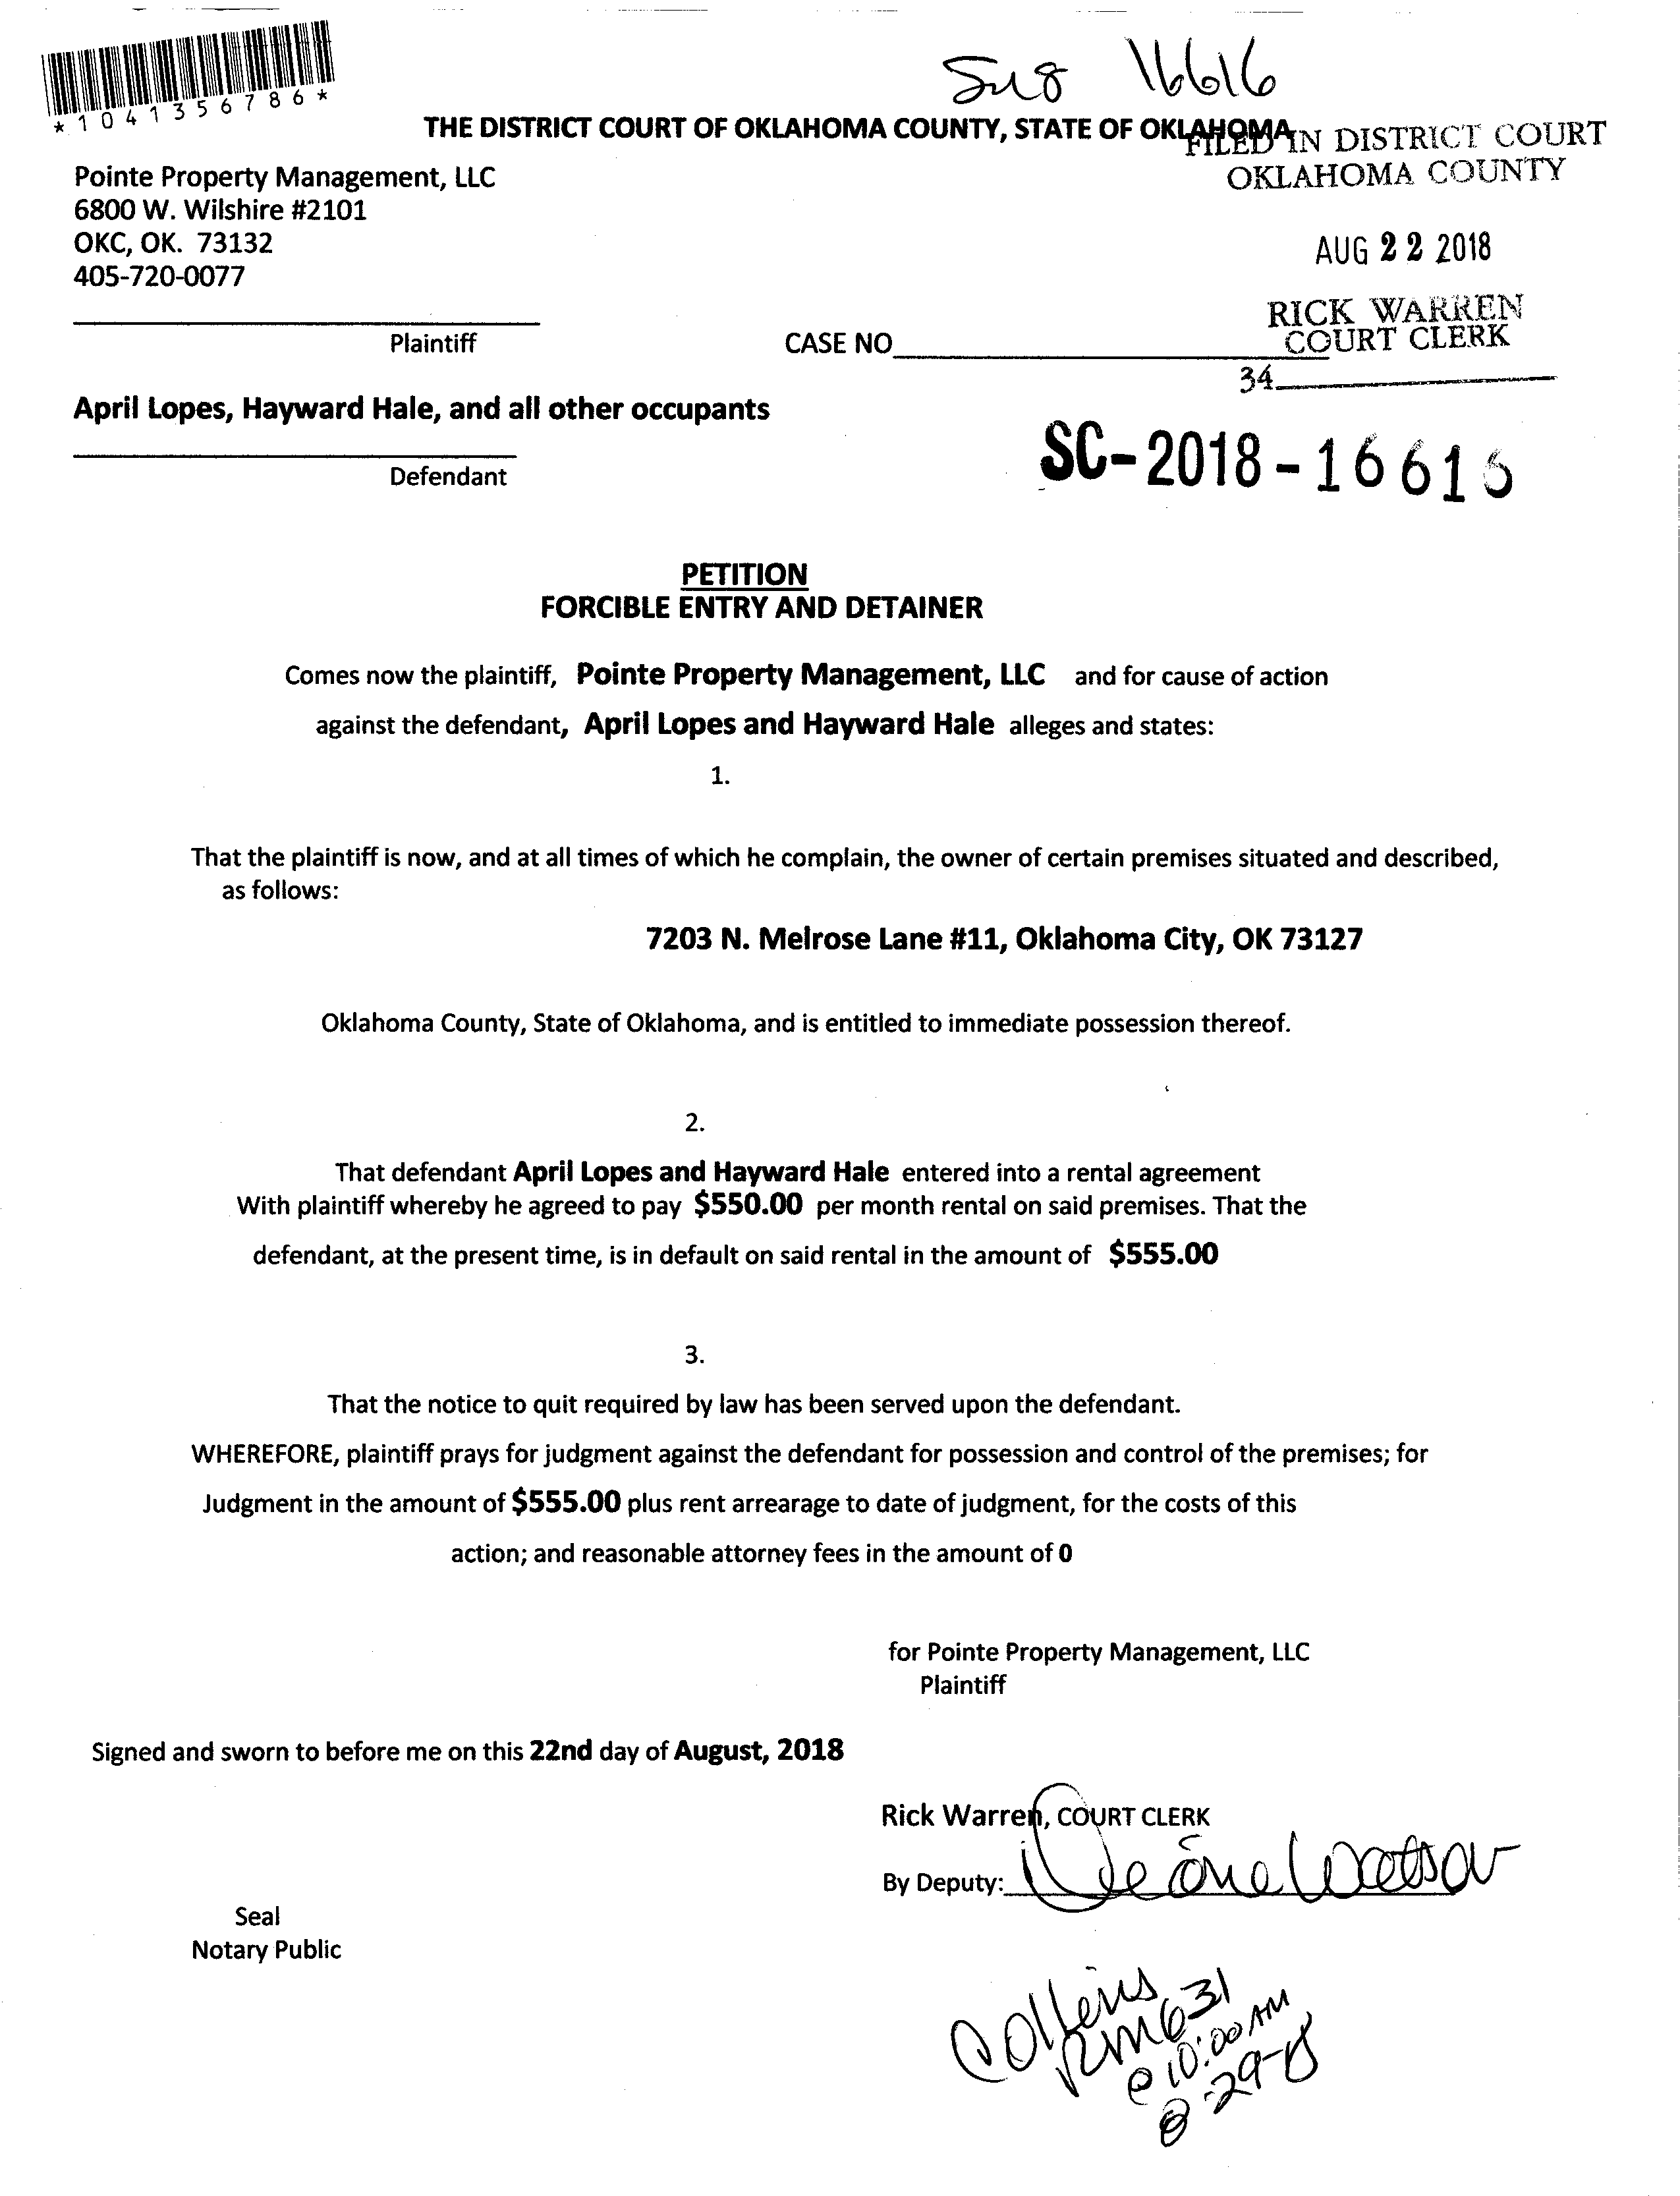 *1041356786*
16616
THE DISTRICT COURT OF OKLAHOMA COUNTY, STATE OF OKLAHOMA
FILED IN DISTRICT COURT
OKLAHOMA COUNTY
Pointe Property Management, LLC
6800 W. Wilshire #2101
OKC, OK.  73132
405-720-0077
AUG 22 2018
RICK WARREN
COURT CLERK
Plaintiff
CASE NO
34
April Lopes, Hayward Hale, and all other occupants
Defendant
SC-2018-16616
PETITION
FORCIBLE ENTRY AND DETAINER
Comes now the plaintiff, Pointe Property Management, LLC and for cause of action
against the defendant, April Lopes and Hayward Hale alleges and states:
1.
That the plaintiff is now, and at all times of which he complain, the owner of certain premises situated and described,
as follows:
7203 N. Melrose Lane #11, Oklahoma City, OK 73127
Oklahoma County, State of Oklahoma, and is entitled to immediate possession thereof.
2.
That defendant April Lopes and Hayward Hale entered into a rental agreement
With plaintiff whereby he agreed to pay $550.00 per month rental on said premises. That the
defendant, at the present time, is in default on said rental in the amount of $555.00
3.
That the notice to quit required by law has been served upon the defendant.
WHEREFORE, plaintiff prays for judgment against the defendant for possession and control of the premises; for
Judgment in the amount of $555.00 plus rent arrearage to date of judgment, for the costs of this
action; and reasonable attorney fees in the amount of 0
for Pointe Property Management, LLC
Plaintiff
Signed and sworn to before me on this 22nd day of August, 2018
Rick Warren, COURT CLERK
By Deputy:
Seal
Notary Public
Collens
RM 631
@ 10:00 AM
8-29-18